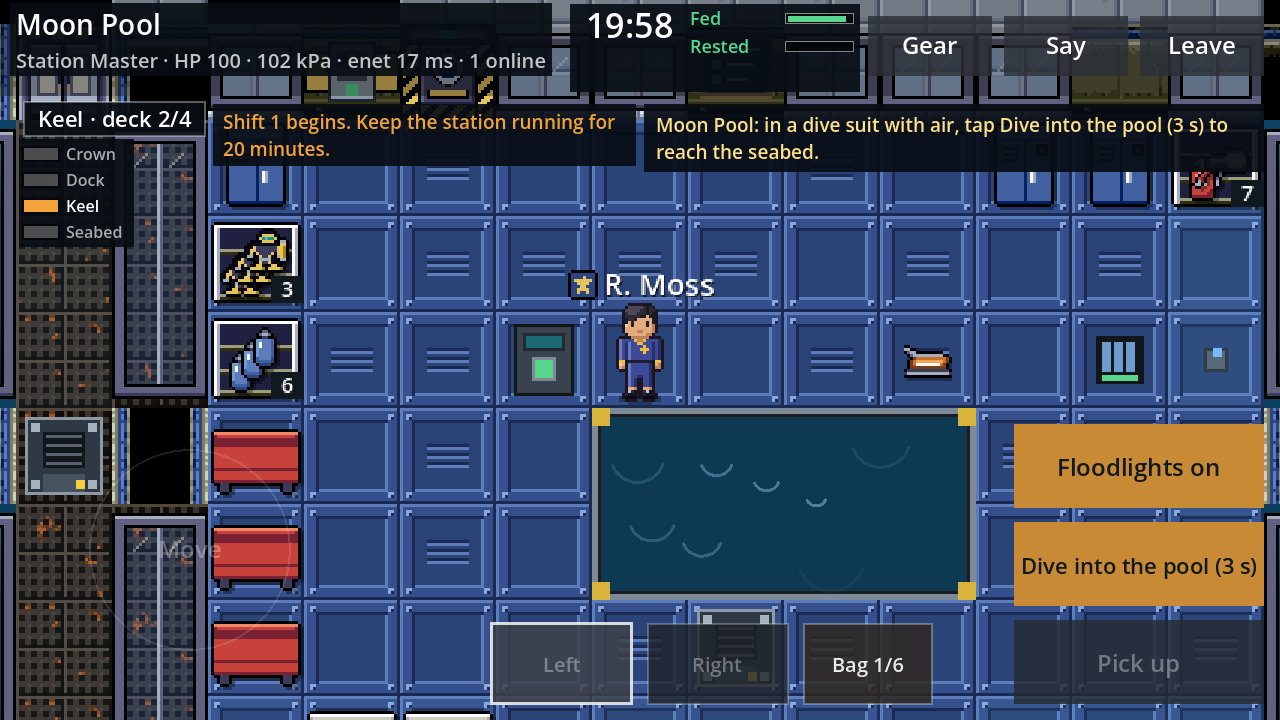 Moon Pool
Station Master · HP 100 · 102 kPa · enet 17 ms · 1 online
19:58
Fed
Rested
Gear
Say
Leave
Keel · deck 2/4
Crown
Dock
Keel
Seabed
Shift 1 begins. Keep the station running for
20 minutes.
Moon Pool: in a dive suit with air, tap Dive into the pool (3 s) to
reach the seabed.
7
3
R. Moss
6
Move
Floodlights on
Dive into the pool (3 s)
Left
Right
Bag 1/6
Pick up